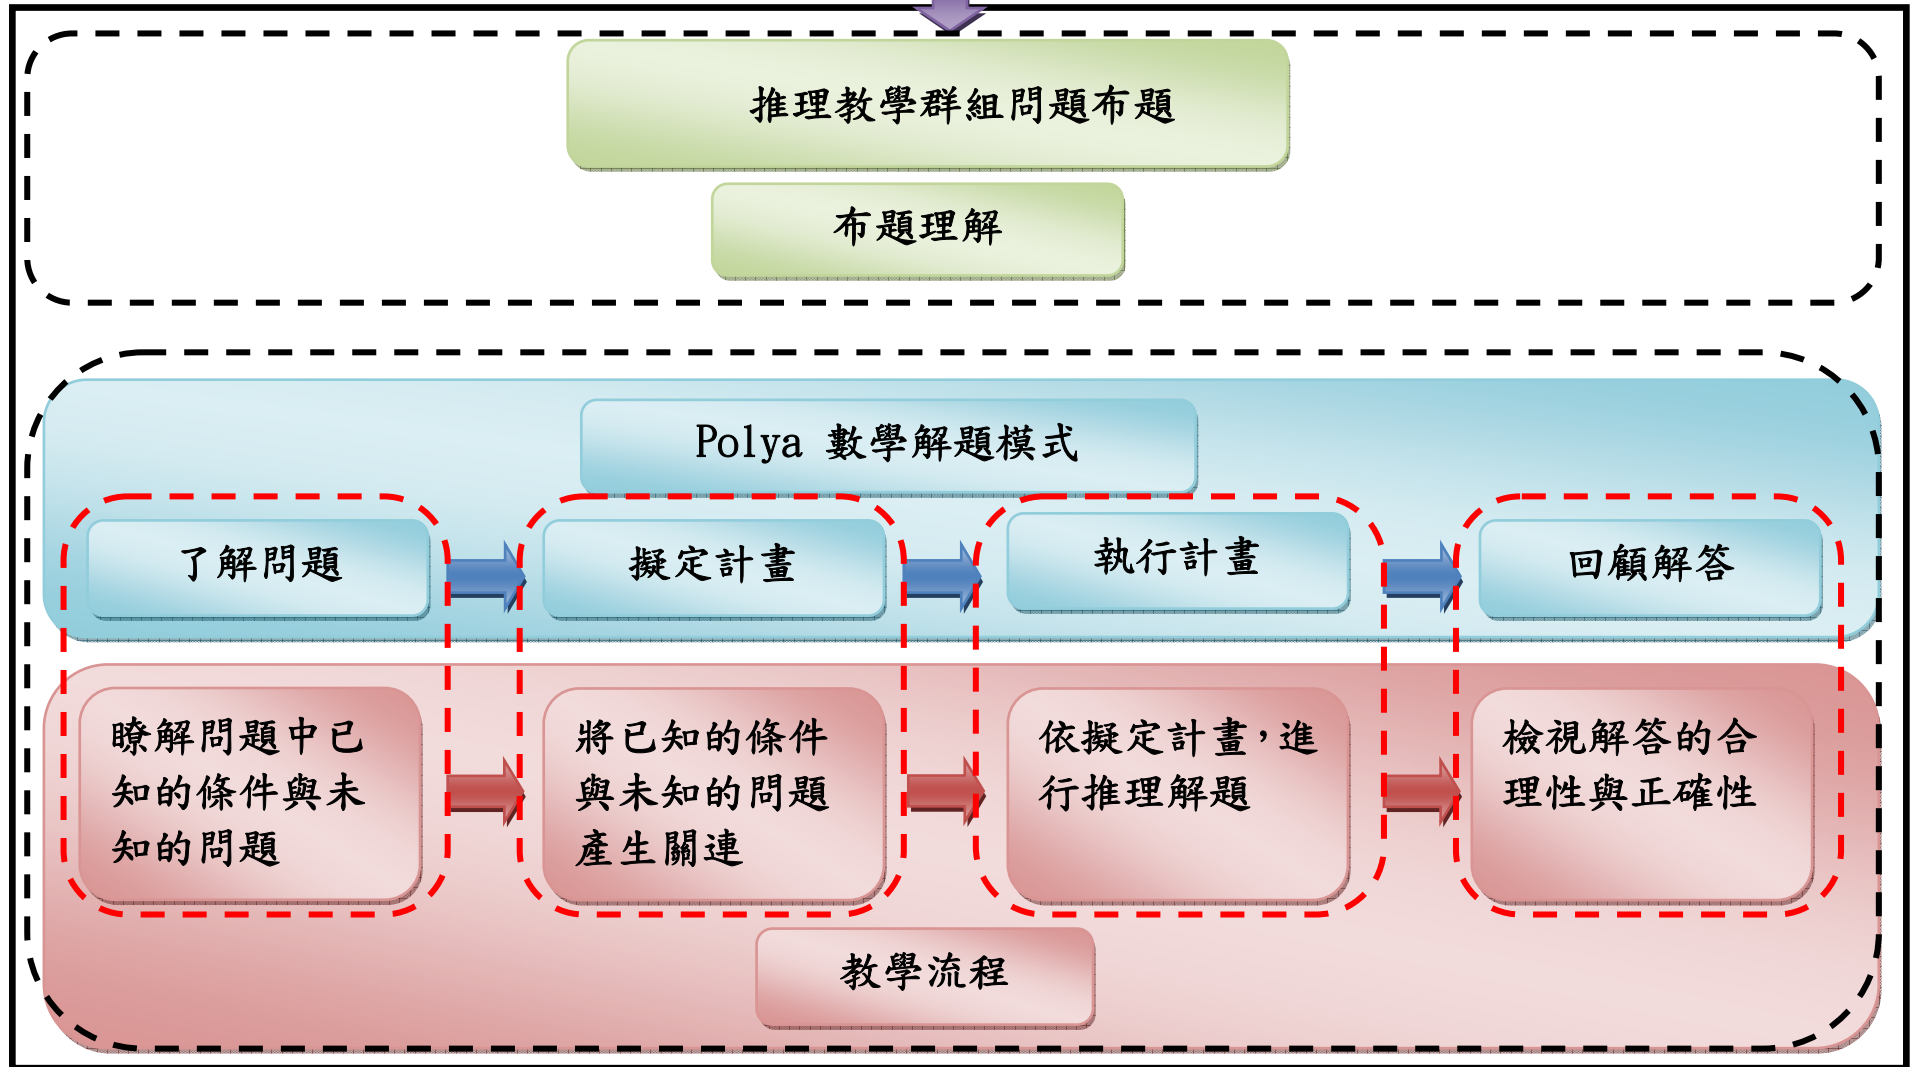 推理教學群組問題布題
布題理解
Polya 數學解題模式
了解問題
擬定計畫
執行計畫
回顧解答
瞭解問題中已
知的條件與未
知的問題
將已知的條件
與未知的問題
產生關連
依擬定計畫，進
行推理解題
檢視解答的合
理性與正確性
教學流程